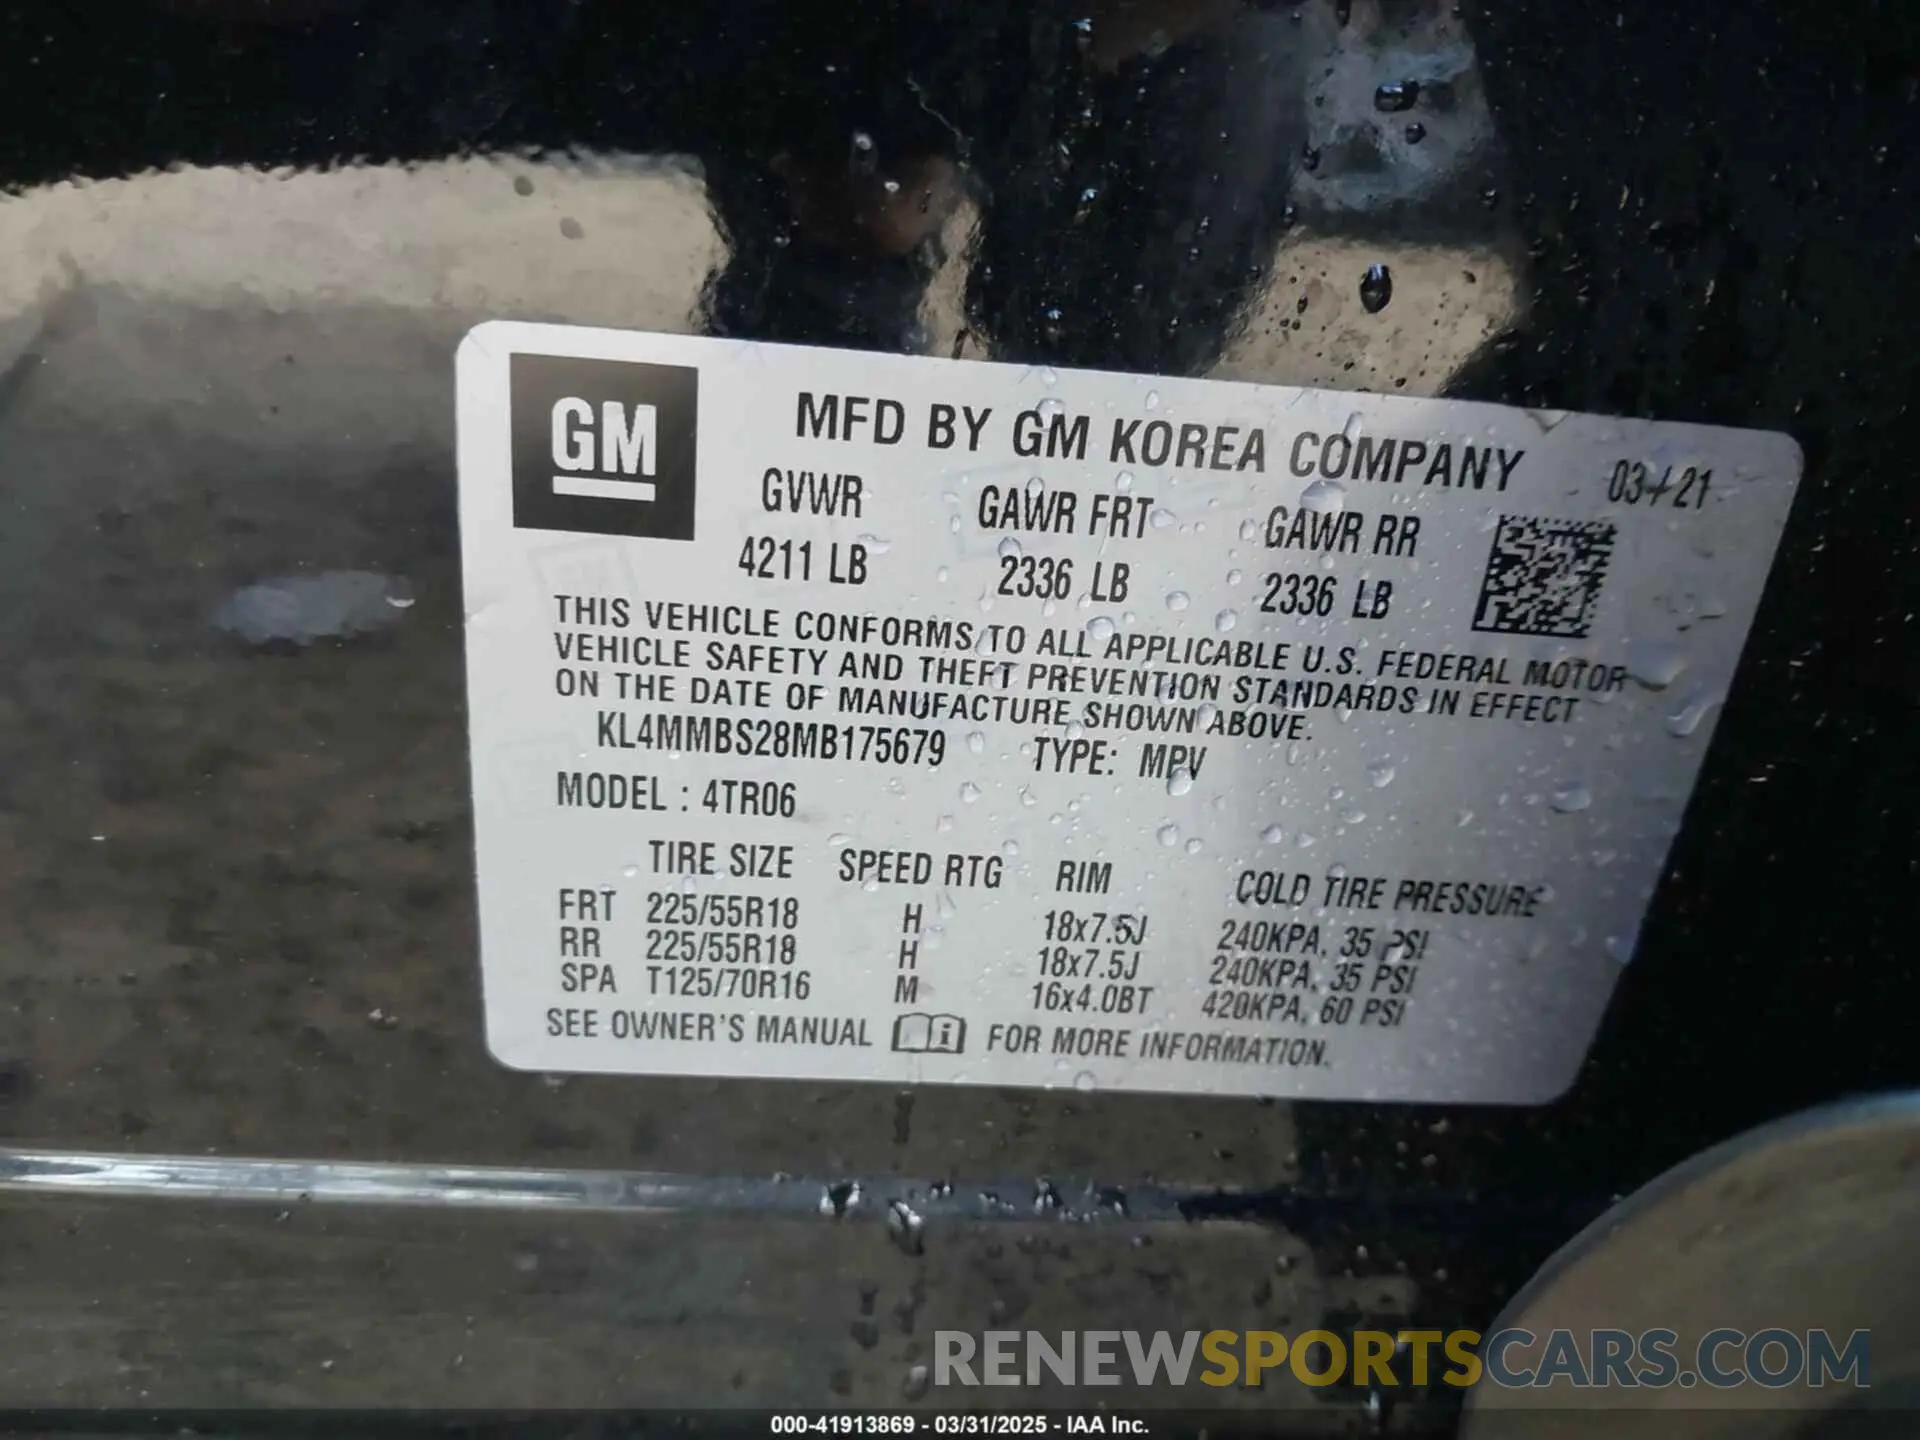 GM
MFD BY GM KOREA COMPANY 03/21
GVWR GAWR FRT GAWR RR
4211 LB 2336 LB 2336 LB
THIS VEHICLE CONFORMS TO ALL APPLICABLE U.S. FEDERAL MOTOR
VEHICLE SAFETY AND THEFT PREVENTION STANDARDS IN EFFECT
ON THE DATE OF MANUFACTURE SHOWN ABOVE.
KL4MMBS28MB175679 TYPE: MPV
MODEL : 4TR06
TIRE SIZE SPEED RTG RIM COLD TIRE PRESSURE
FRT 225/55R18 H 18x7.5J 240KPA, 35 PSI
RR 225/55R18 H 18x7.5J 240KPA, 35 PSI
SPA T125/70R16 M 16x4.0BT 420KPA, 60 PSI
SEE OWNER'S MANUAL i FOR MORE INFORMATION.
RENEWSPORTSCARS.COM
000-41913869 - 03/31/2025 - IAA Inc.